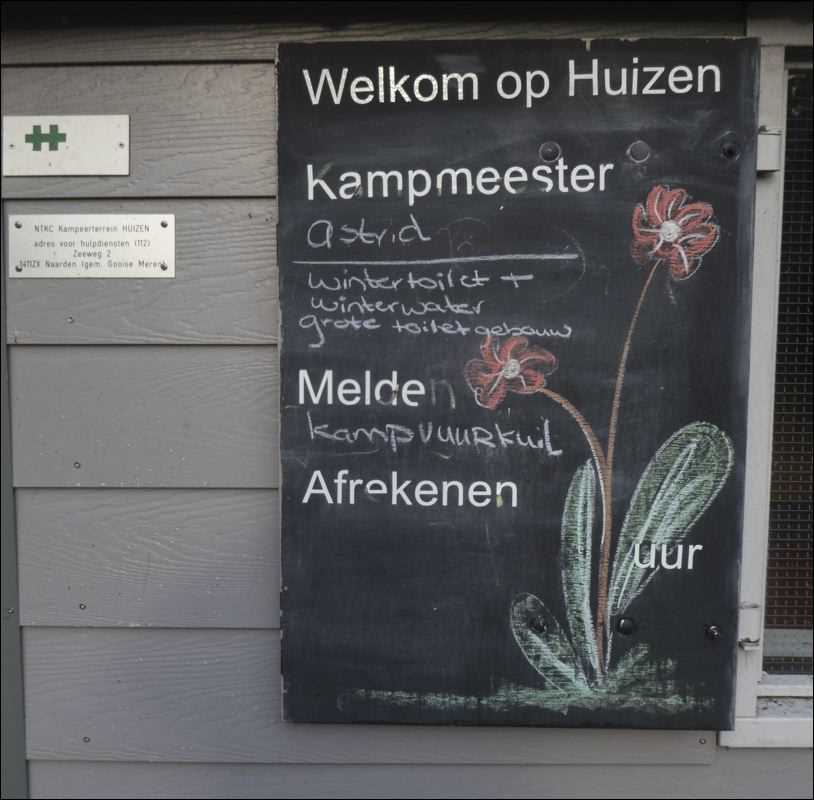 Welkom op Huizen
Kampmeester
Astrid
wintertoilet +
winterwater
grote toiletgebouw
Melden
kampvuurkuil
Afrekenen
uur
NTKC Kampeerterrein HUIZEN
adres voor hulpdiensten (112)
Zeeweg 2
1411ZX Naarden (gem. Gooise Meren)